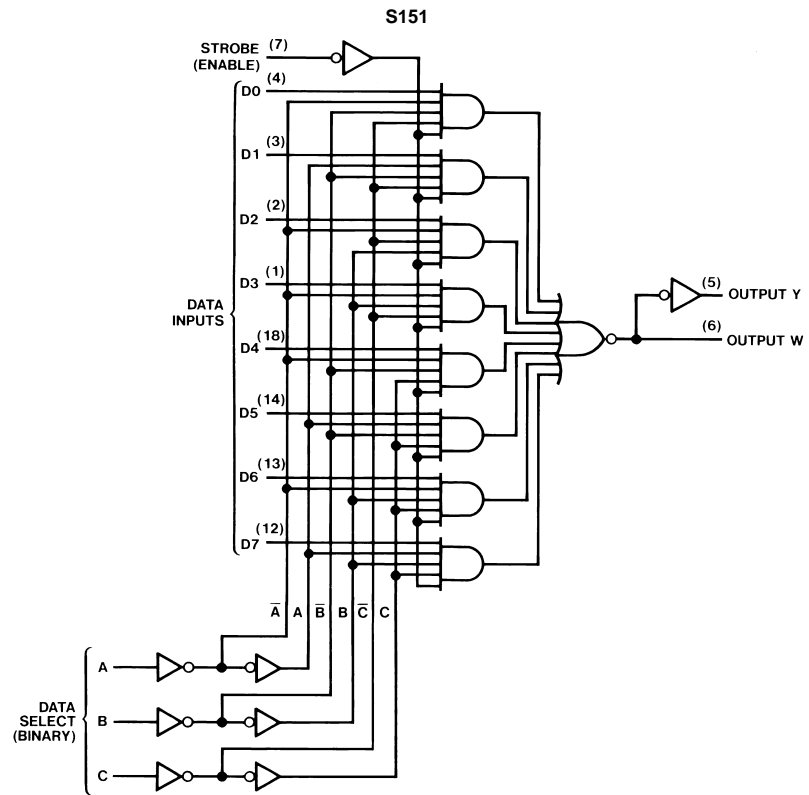 S151
STROBE (7)
(ENABLE)
D0 (4)
D1 (3)
D2 (2)
D3 (1)
DATA
INPUTS
D4 (18)
D5 (14)
D6 (13)
D7 (12)
(5) OUTPUT Y
(6) OUTPUT W
A̅ A B̅ B C̅ C
A
DATA
SELECT
(BINARY)
B
C